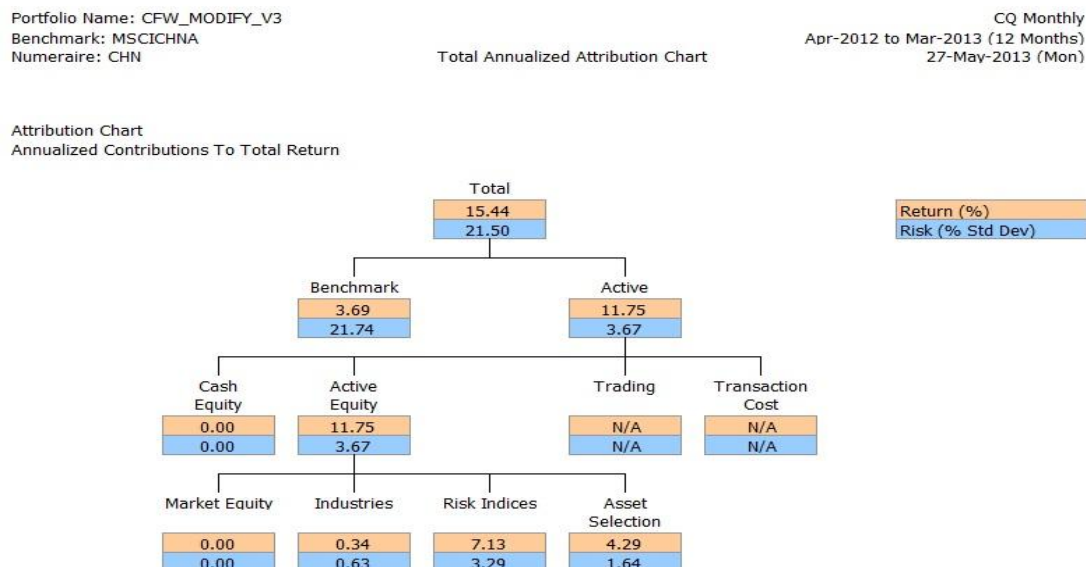 Portfolio Name: CFW_MODIFY_V3
Benchmark: MSCICHNA
Numeraire: CHN
Total Annualized Attribution Chart
CQ Monthly
Apr-2012 to Mar-2013 (12 Months)
27-May-2013 (Mon)
Attribution Chart
Annualized Contributions To Total Return
Total
15.44
21.50
Return (%)
Risk (% Std Dev)
Benchmark
3.69
21.74
Active
11.75
3.67
Cash
Equity
0.00
0.00
Active
Equity
11.75
3.67
Trading
N/A
N/A
Transaction
Cost
N/A
N/A
Market Equity
0.00
0.00
Industries
0.34
0.63
Risk Indices
7.13
3.29
Asset
Selection
4.29
1.64